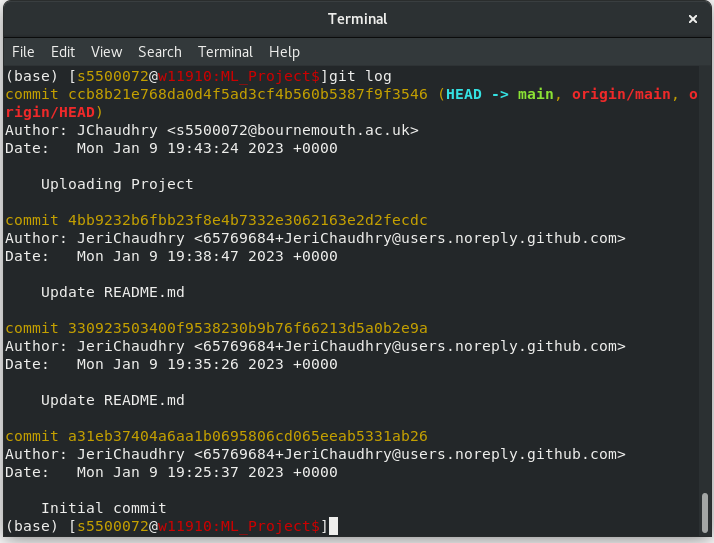 Terminal
×
File Edit View Search Terminal Help
(base) [s5500072@w11910:ML_Project$]git log
commit ccb8b21e768da0d4f5ad3cf4b560b5387f9f3546 (HEAD -> main, origin/main, o
rigin/HEAD)
Author: JChaudhry <s5500072@bournemouth.ac.uk>
Date:   Mon Jan 9 19:43:24 2023 +0000
    Uploading Project
commit 4bb9232b6fbb23f8e4b7332e3062163e2d2fecdc
Author: JeriChaudhry <65769684+JeriChaudhry@users.noreply.github.com>
Date:   Mon Jan 9 19:38:47 2023 +0000
    Update README.md
commit 330923503400f9538230b9b76f66213d5a0b2e9a
Author: JeriChaudhry <65769684+JeriChaudhry@users.noreply.github.com>
Date:   Mon Jan 9 19:35:26 2023 +0000
    Update README.md
commit a31eb37404a6aa1b0695806cd065eeab5331ab26
Author: JeriChaudhry <65769684+JeriChaudhry@users.noreply.github.com>
Date:   Mon Jan 9 19:25:37 2023 +0000
    Initial commit
(base) [s5500072@w11910:ML_Project$]